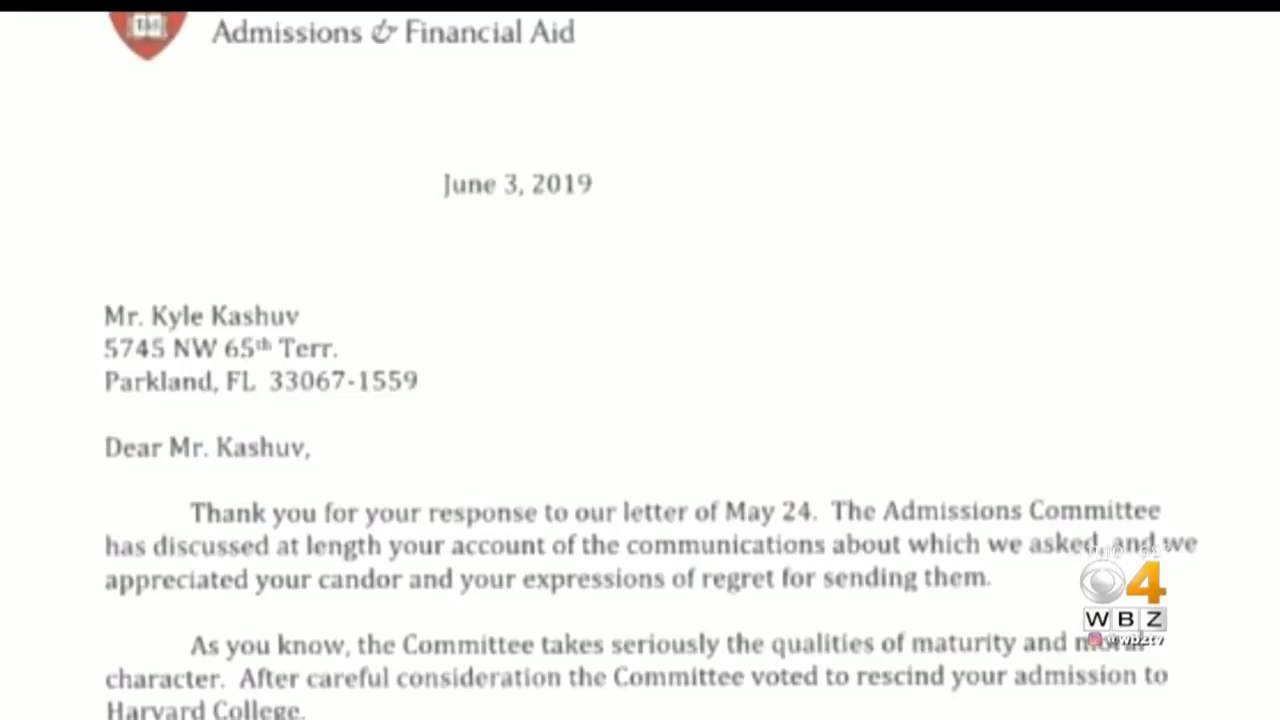 Admissions & Financial Aid
June 3, 2019
Mr. Kyle Kashuv
5745 NW 65th Terr.
Parkland, FL 33067-1559
Dear Mr. Kashuv,
Thank you for your response to our letter of May 24. The Admissions Committee
has discussed at length your account of the communications about which we asked, and we
appreciated your candor and your expressions of regret for sending them.
As you know, the Committee takes seriously the qualities of maturity and moral
character. After careful consideration the Committee voted to rescind your admission to
Harvard College.
4
WBZ
@wbztv